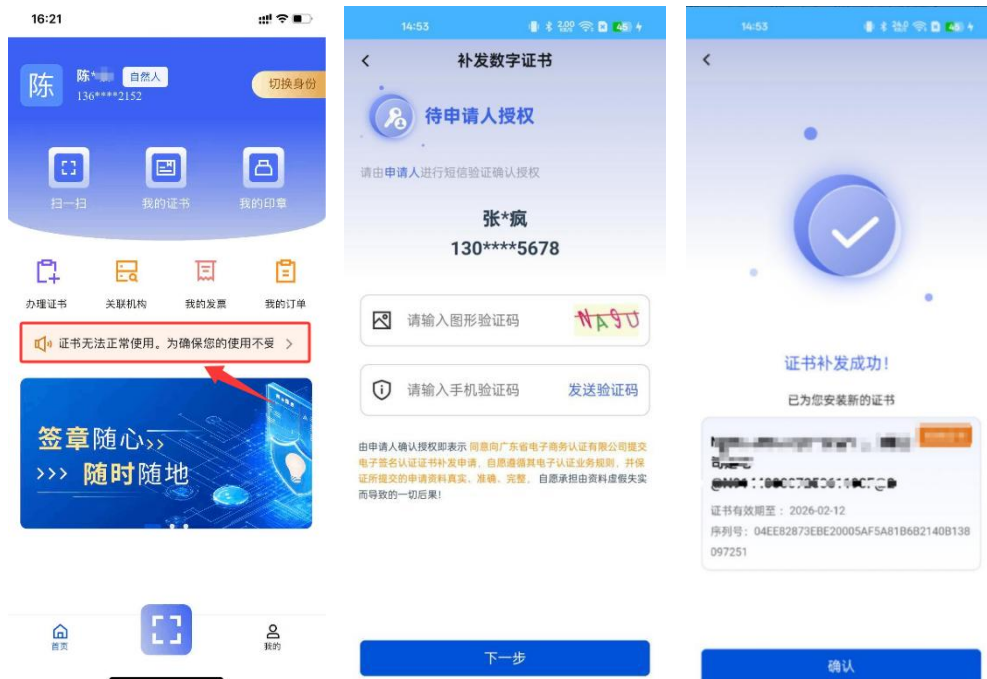 16:21
陈
陈*
自然人
136****2152
切换身份
扫一扫
我的证书
我的印章
办理证书
关联机构
我的发票
我的订单
证书无法正常使用。为确保您的使用不受
签章随心>>>
>>> 随时随地
首页
我的
14:53
2.00
45
补发数字证书
待申请人授权
请由申请人进行短信验证确认授权
张*疯
130****5678
请输入图形验证码
请输入手机验证码
发送验证码
由申请人确认授权即表示 同意向广东省电子商务认证有限公司提交
电子签名认证证书补发申请，自愿遵循其电子认证业务规则，并保
证所提交的申请资料真实、准确、完整， 自愿承担由资料虚假失实
而导致的一切后果！
下一步
14:53
证书补发成功！
已为您安装新的证书
证书有效期至： 2026-02-12
序列号：04EE82873EBE20005AF5A81B6B2140B138
097251
确认